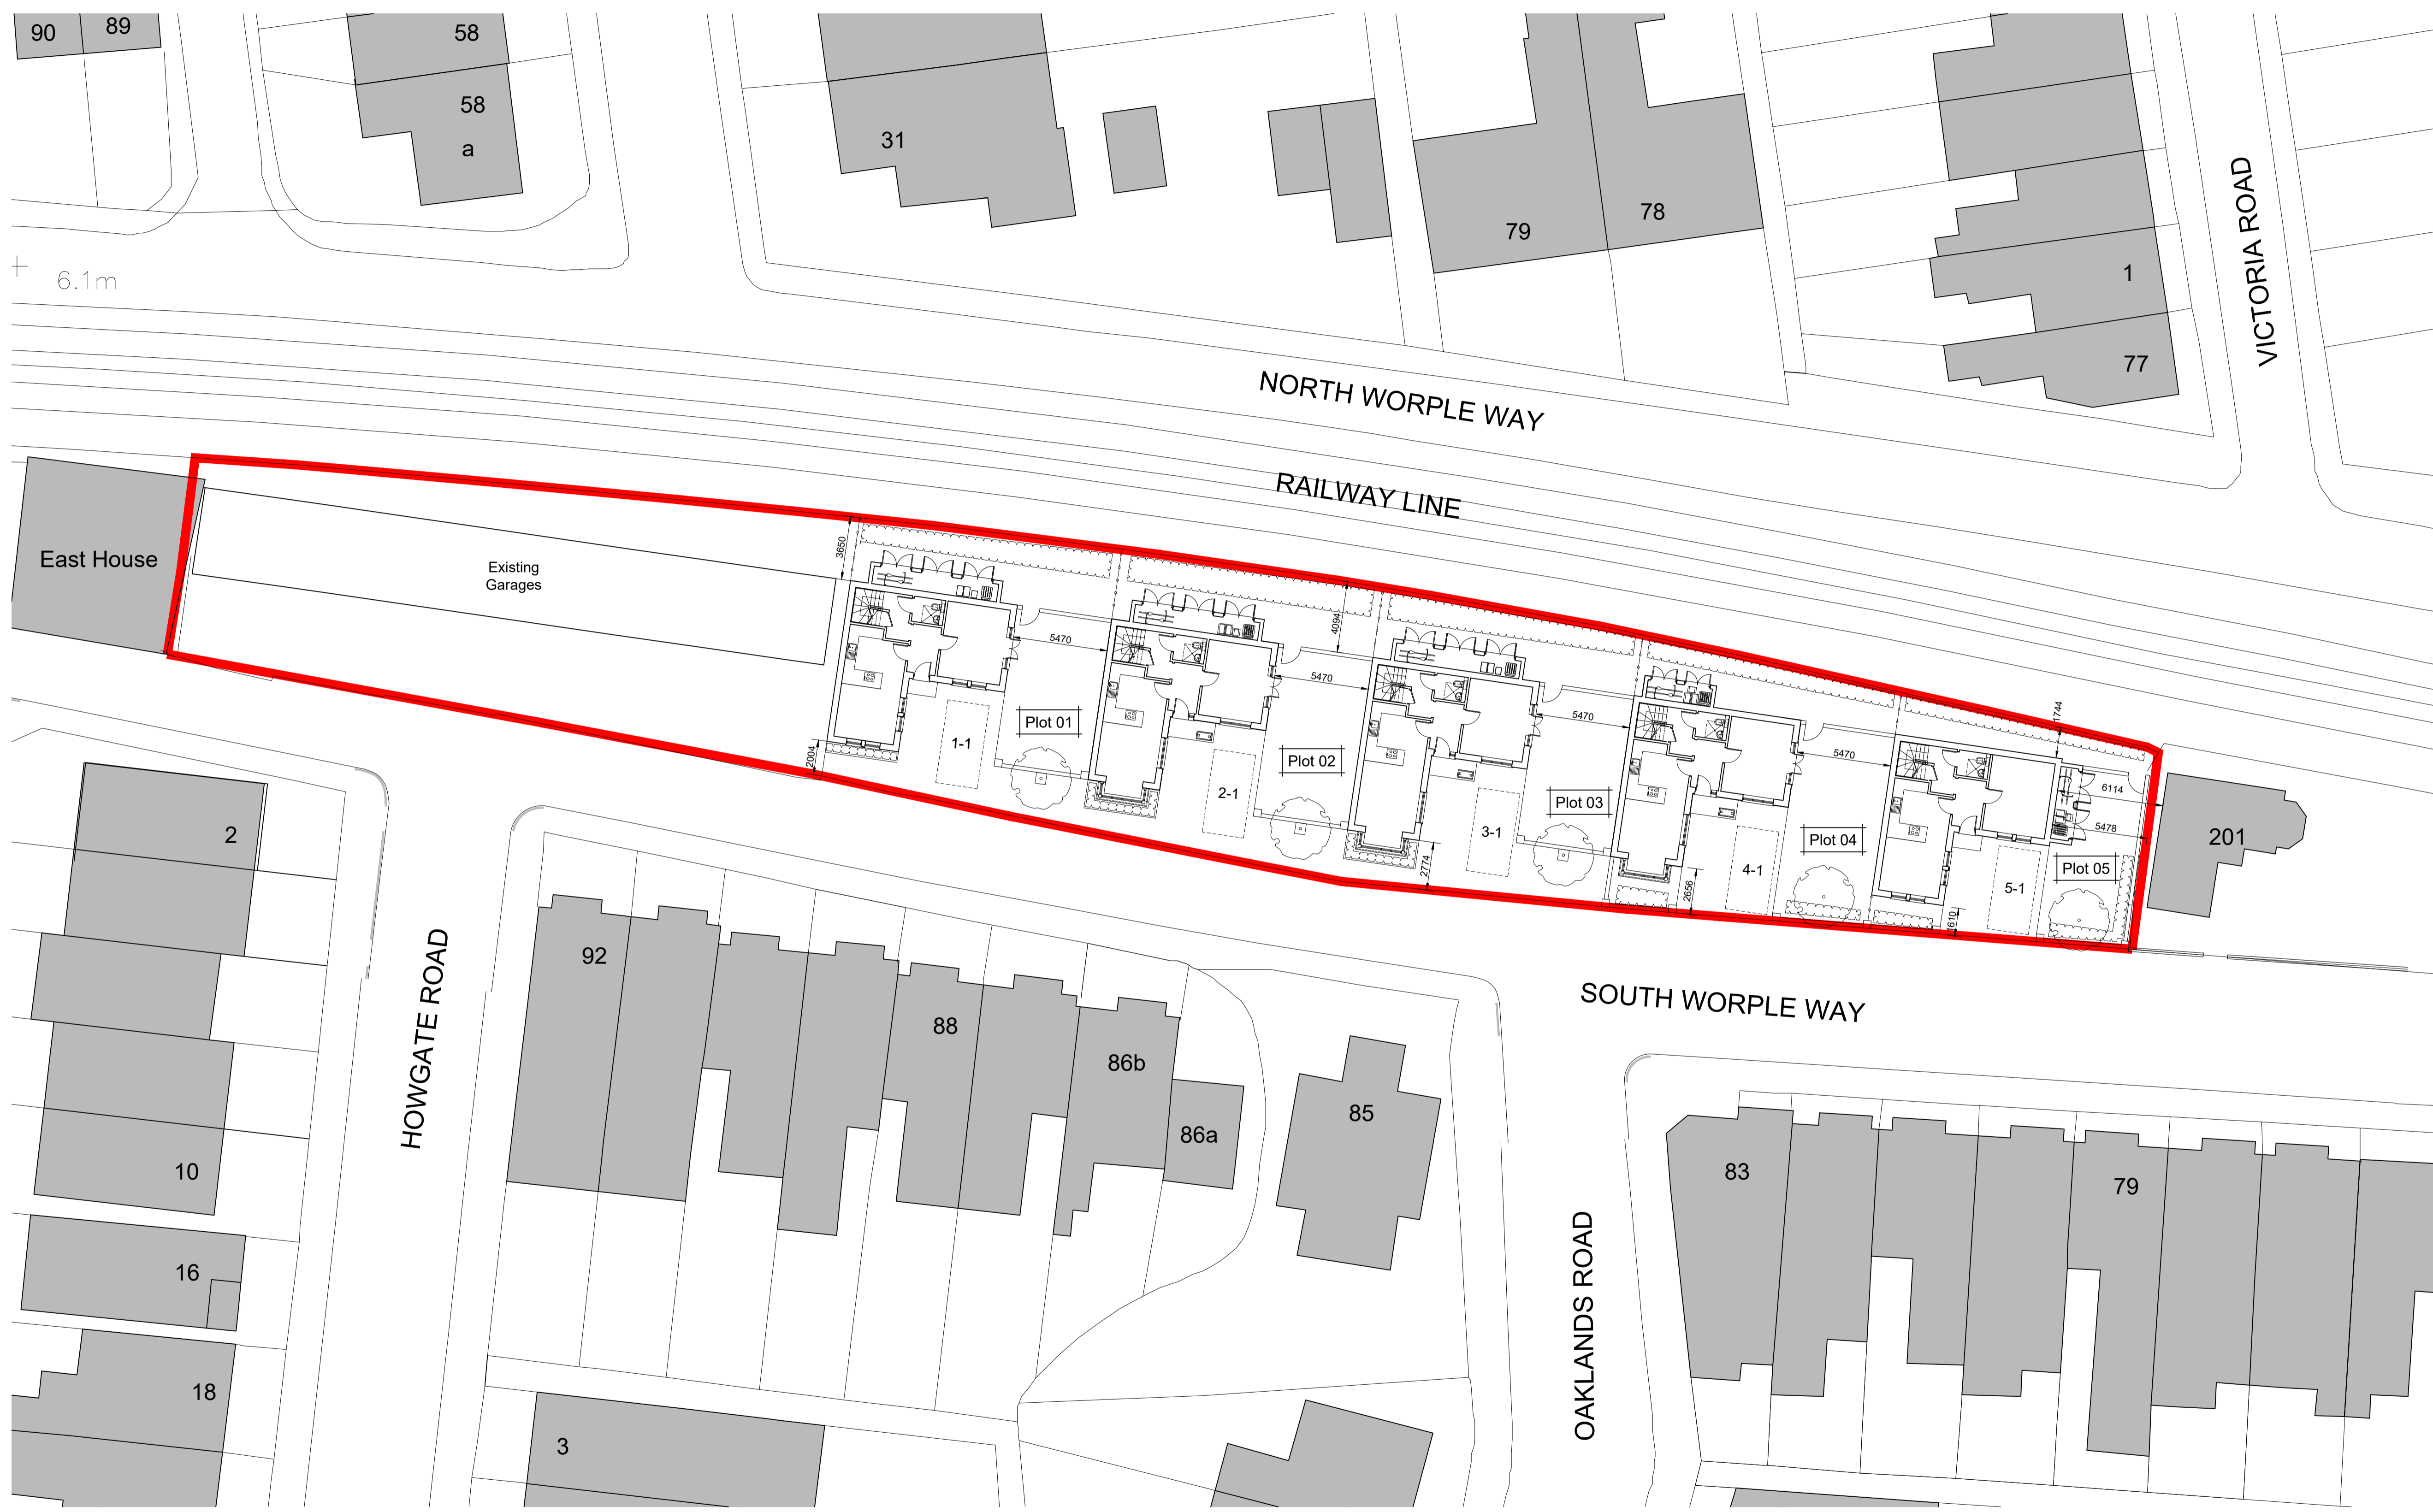 90
89
58
58
a
31
79
78
1
77
VICTORIA ROAD
6.1m
NORTH WORPLE WAY
RAILWAY LINE
East House
Existing
Garages
3650
5470
4094
5470
5470
5470
1744
6114
5478
Plot 01
1-1
2004
Plot 02
2-1
Plot 03
3-1
2774
Plot 04
4-1
2656
Plot 05
5-1
1610
201
2
10
16
18
HOWGATE ROAD
92
88
86b
86a
85
3
SOUTH WORPLE WAY
OAKLANDS ROAD
83
79